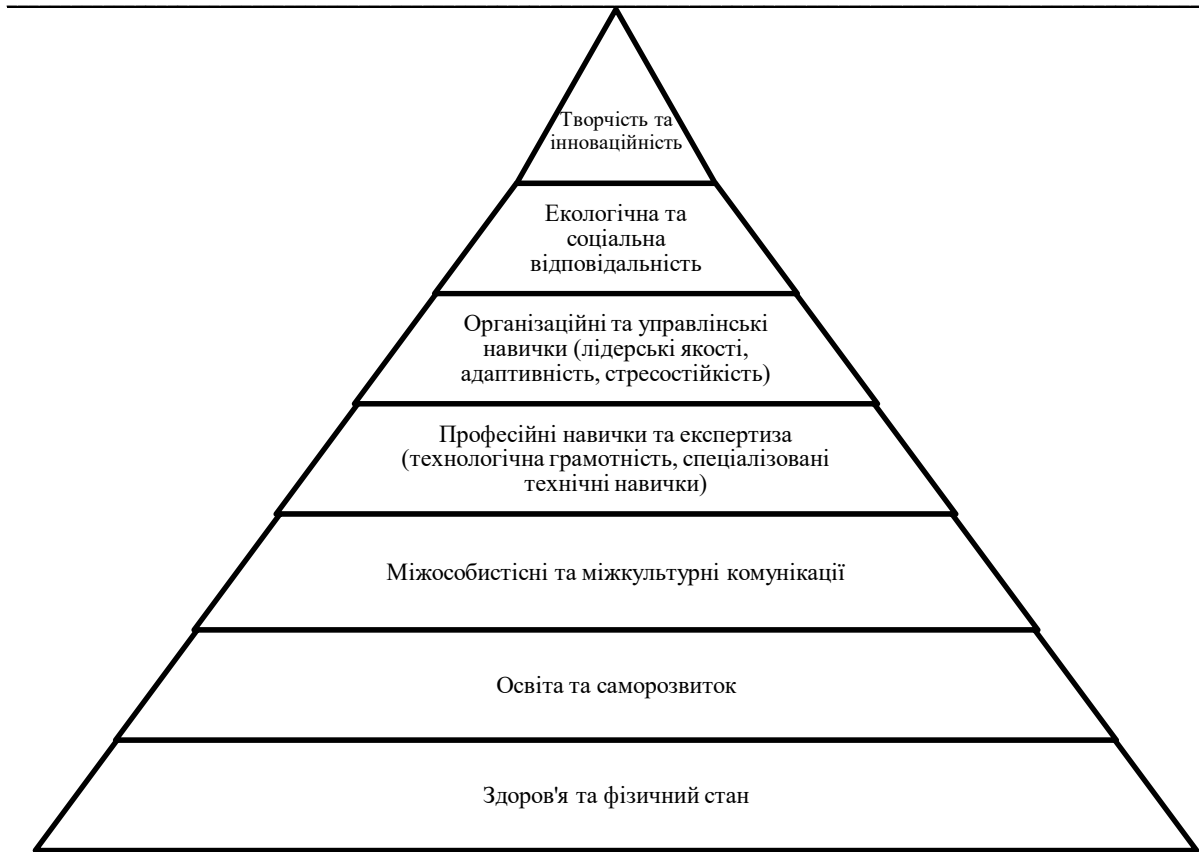 Творчість та
інноваційність
Екологічна та
соціальна
відповідальність
Організаційні та управлінські
навички (лідерські якості,
адаптивність, стресостійкість)
Професійні навички та експертиза
(технологічна грамотність, спеціалізовані
технічні навички)
Міжособистісні та міжкультурні комунікації
Освіта та саморозвиток
Здоров'я та фізичний стан